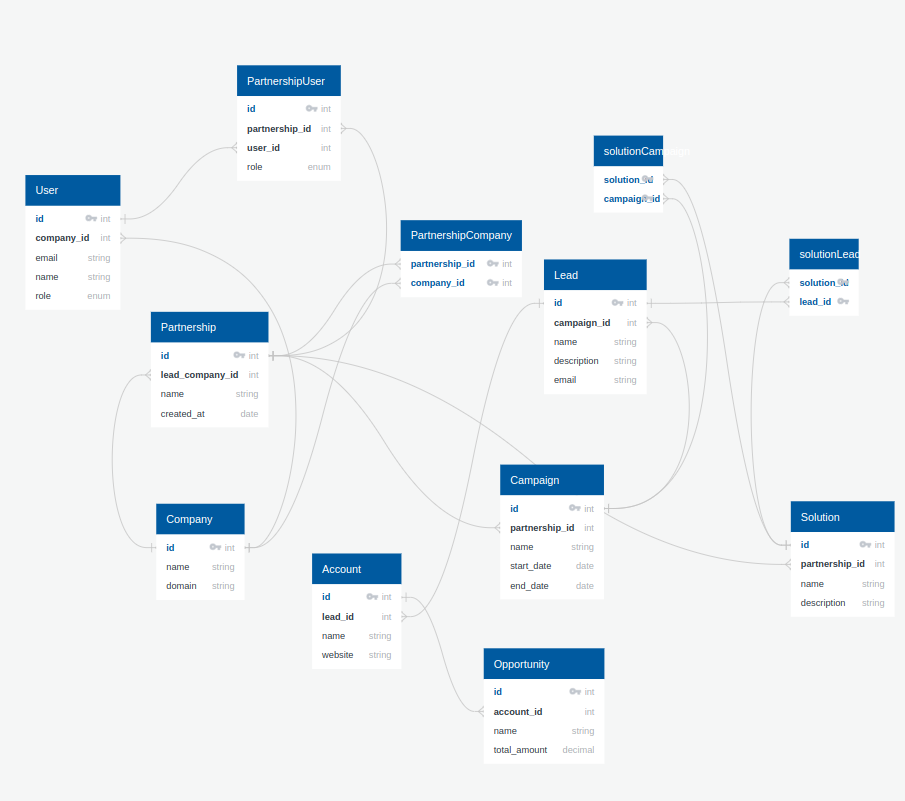 PartnershipUser
id int
partnership_id int
user_id int
role enum
User
id int
company_id int
email string
name string
role enum
Partnership
id int
lead_company_id int
name string
created_at date
PartnershipCompany
partnership_id int
company_id int
Lead
id int
campaign_id int
name string
description string
email string
solutionCampaign
solution_id
campaign_id
solutionLead
solution_id
lead_id
Company
id int
name string
domain string
Account
id int
lead_id int
name string
website string
Campaign
id int
partnership_id int
name string
start_date date
end_date date
Solution
id int
partnership_id int
name string
description string
Opportunity
id int
account_id int
name string
total_amount decimal